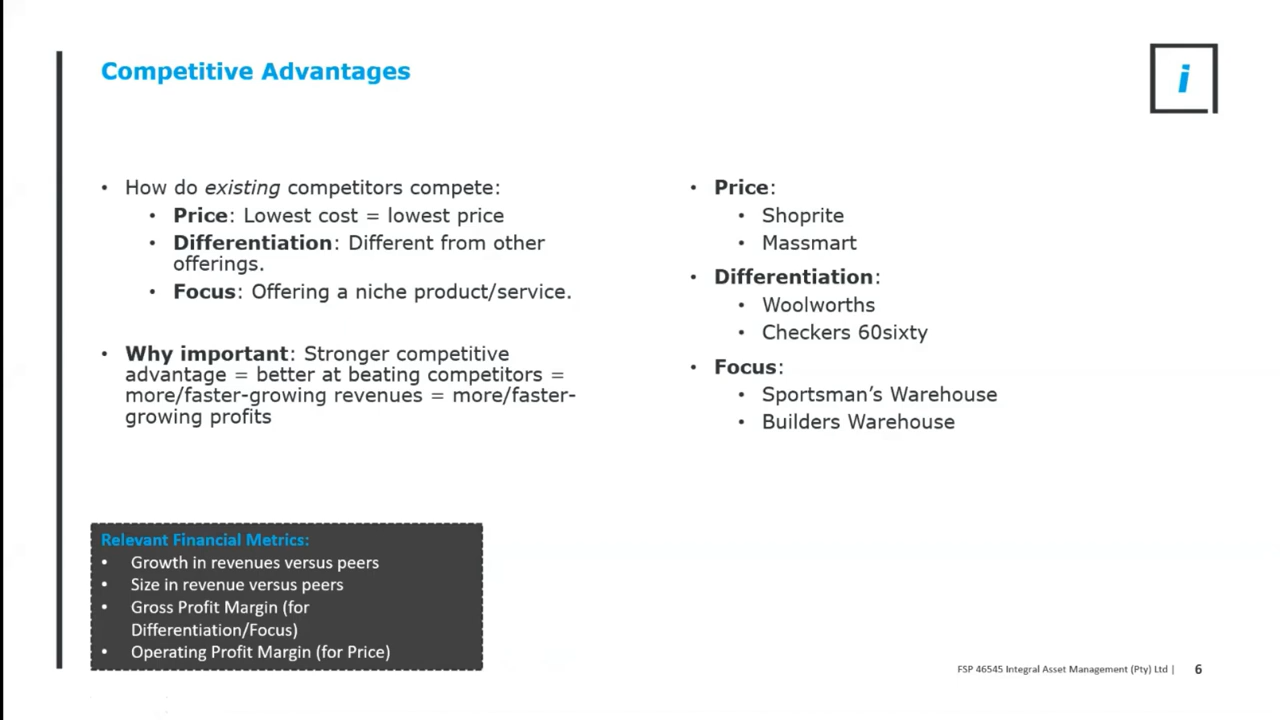 Competitive Advantages
i
• How do existing competitors compete:
• Price: Lowest cost = lowest price
• Differentiation: Different from other
offerings.
• Focus: Offering a niche product/service.
• Why important: Stronger competitive
advantage = better at beating competitors =
more/faster-growing revenues = more/faster-
growing profits
• Price:
• Shoprite
• Massmart
• Differentiation:
• Woolworths
• Checkers 60sixty
• Focus:
• Sportsman’s Warehouse
• Builders Warehouse
Relevant Financial Metrics:
• Growth in revenues versus peers
• Size in revenue versus peers
• Gross Profit Margin (for
Differentiation/Focus)
• Operating Profit Margin (for Price)
FSP 46545 Integral Asset Management (Pty) Ltd | 6